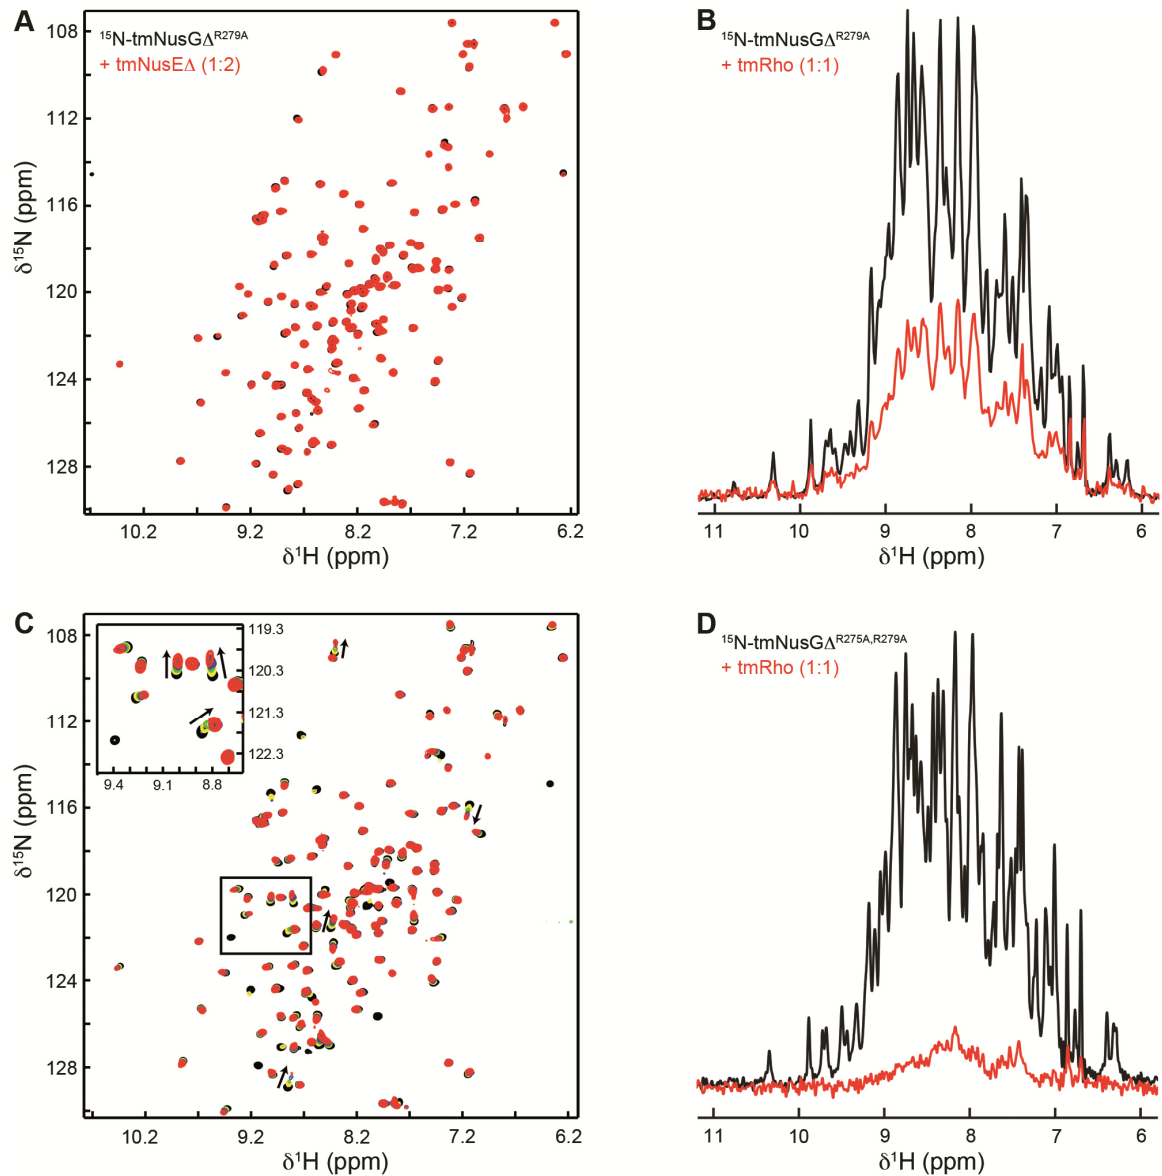 A
¹⁵N-tmNusGΔᴿ²⁷⁹ᴬ
+ tmNusEΔ (1:2)
108
112
116
120
124
128
δ¹⁵N (ppm)
10.2 9.2 8.2 7.2 6.2
δ¹H (ppm)
B
¹⁵N-tmNusGΔᴿ²⁷⁹ᴬ
+ tmRho (1:1)
11 10 9 8 7 6
δ¹H (ppm)
C
119.3
120.3
121.3
122.3
9.4 9.1 8.8
108
112
116
120
124
128
δ¹⁵N (ppm)
10.2 9.2 8.2 7.2 6.2
δ¹H (ppm)
D
¹⁵N-tmNusGΔᴿ²⁷⁵ᴬ,ᴿ²⁷⁹ᴬ
+ tmRho (1:1)
11 10 9 8 7 6
δ¹H (ppm)